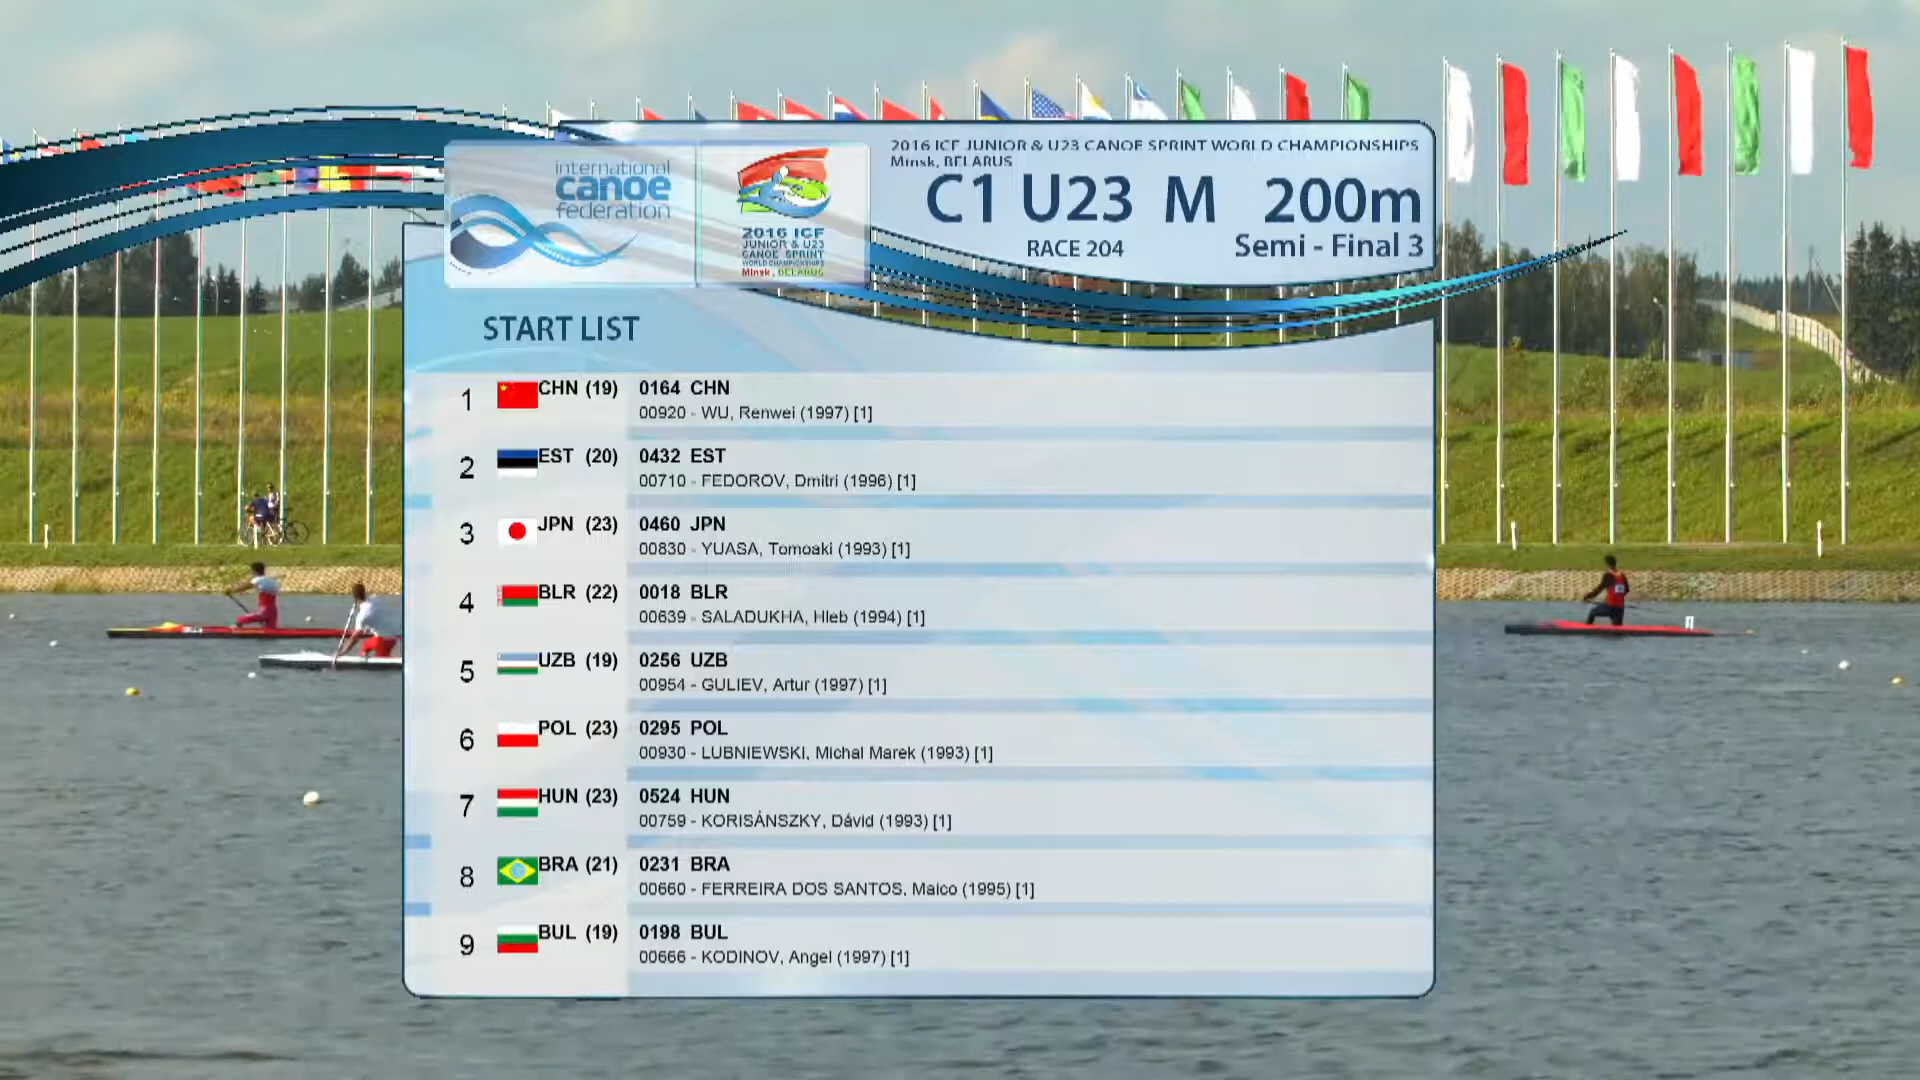 international
canoe
federation
2016 ICF
JUNIOR & U23
CANOE SPRINT
WORLD CHAMPIONSHIPS
Minsk, BELARUS
2016 ICF JUNIOR & U23 CANOE SPRINT WORLD CHAMPIONSHIPS
Minsk, BELARUS
C1 U23 M 200m
RACE 204 Semi - Final 3
START LIST
1 CHN (19) 0164 CHN
00920 - WU, Renwei (1997) [1]
2 EST (20) 0432 EST
00710 - FEDOROV, Dmitri (1996) [1]
3 JPN (23) 0460 JPN
00830 - YUASA, Tomoaki (1993) [1]
4 BLR (22) 0018 BLR
00639 - SALADUKHA, Hleb (1994) [1]
5 UZB (19) 0256 UZB
00954 - GULIEV, Artur (1997) [1]
6 POL (23) 0295 POL
00930 - LUBNIEWSKI, Michal Marek (1993) [1]
7 HUN (23) 0524 HUN
00759 - KORISÁNSZKY, Dávid (1993) [1]
8 BRA (21) 0231 BRA
00660 - FERREIRA DOS SANTOS, Maico (1995) [1]
9 BUL (19) 0198 BUL
00666 - KODINOV, Angel (1997) [1]